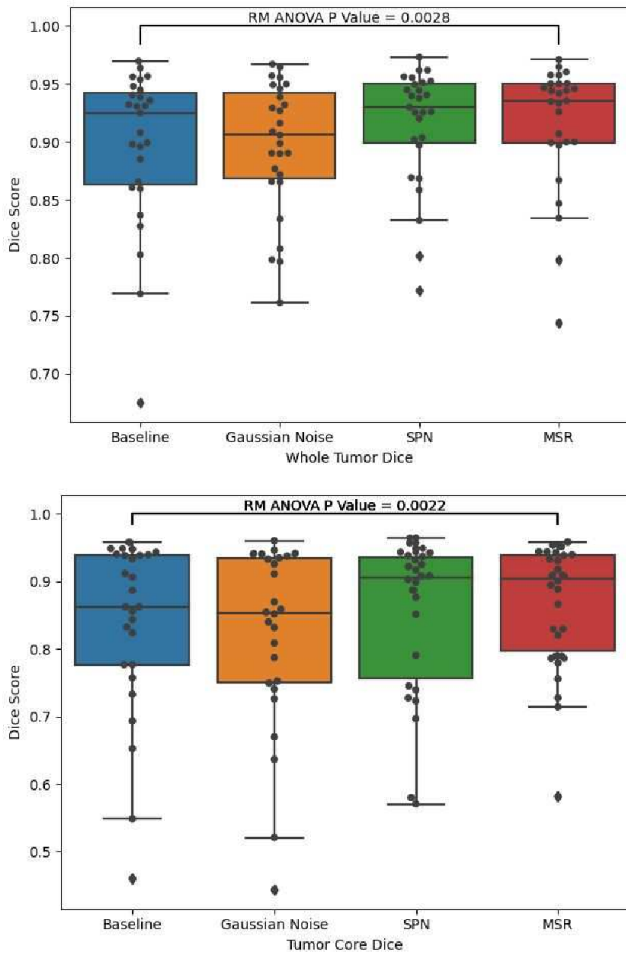 RM ANOVA P Value = 0.0028
1.00
0.95
0.90
0.85
0.80
0.75
0.70
Dice Score
Baseline Gaussian Noise SPN MSR
Whole Tumor Dice
RM ANOVA P Value = 0.0022
1.0
0.9
0.8
0.7
0.6
0.5
Dice Score
Baseline Gaussian Noise SPN MSR
Tumor Core Dice